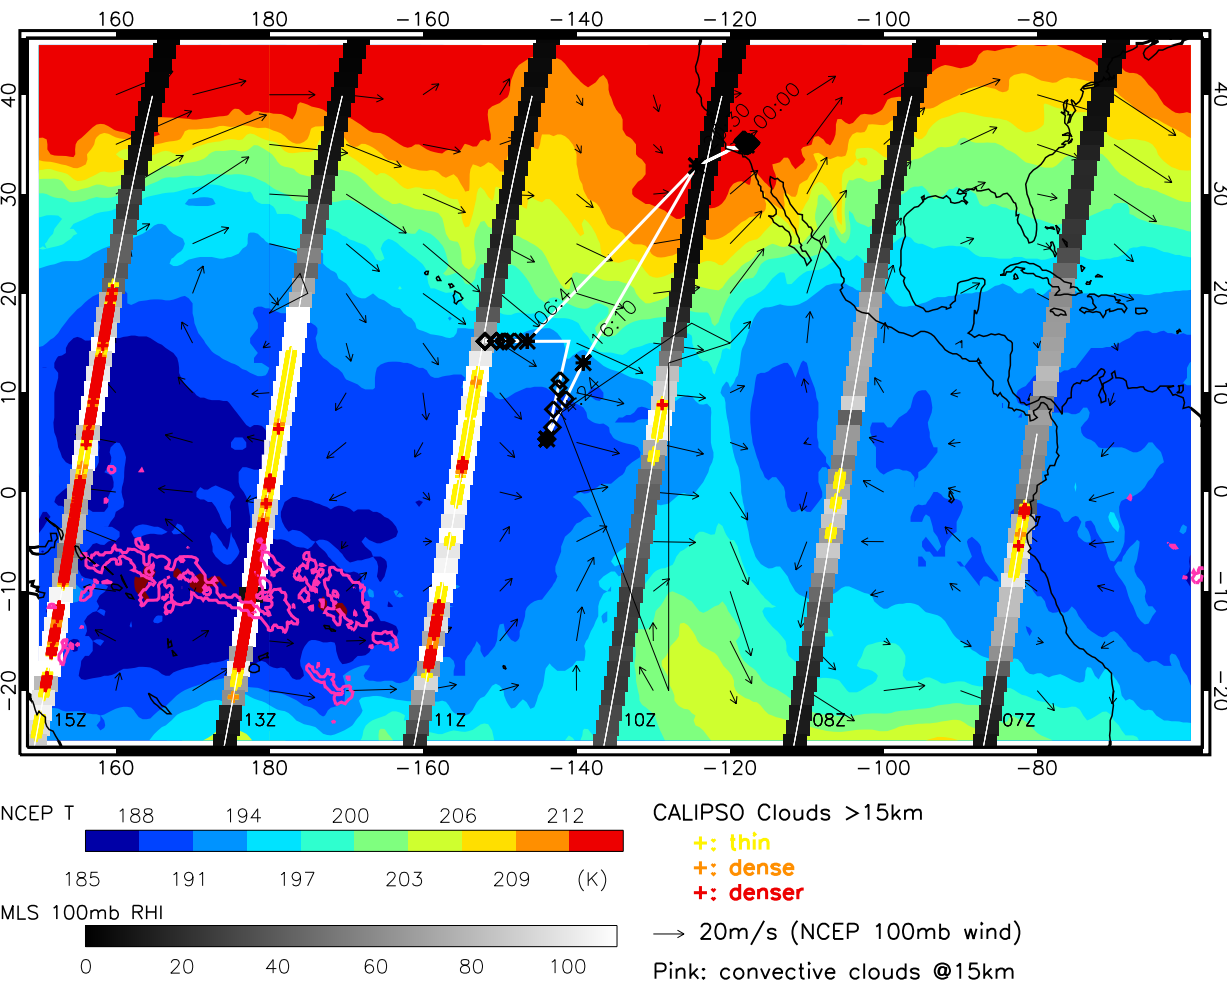 160 180 −160 −140 −120 −100 −80
40 40
30 30
20 20
10 10
0 0
−10 −10
−20 −20
00:00
06:47
6:10
15Z 13Z 11Z 10Z 08Z 07Z
160 180 −160 −140 −120 −100 −80
NCEP T 188 194 200 206 212
185 191 197 203 209 (K)
MLS 100mb RHI
0 20 40 60 80 100
CALIPSO Clouds >15km
+: thin
+: dense
+: denser
20m/s (NCEP 100mb wind)
Pink: convective clouds @15km